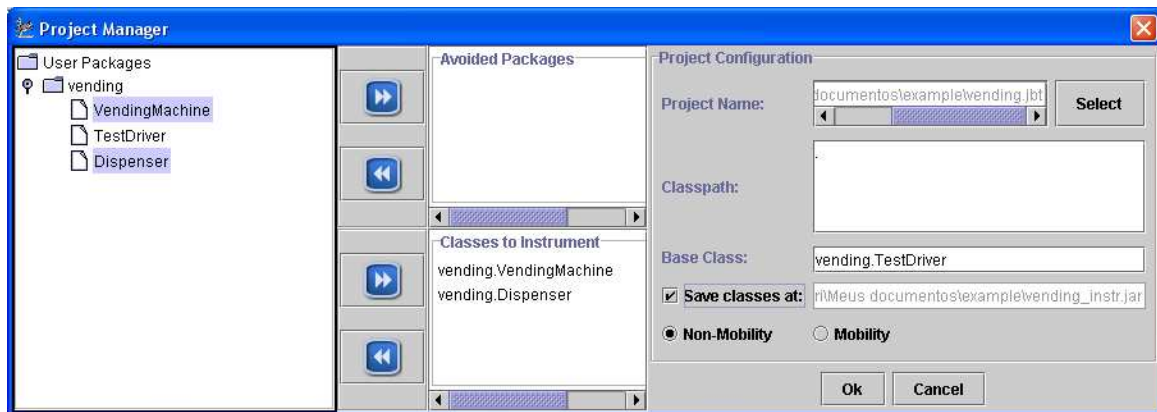 Project Manager
User Packages
vending
VendingMachine
TestDriver
Dispenser
Avoided Packages
Classes to Instrument
vending.VendingMachine
vending.Dispenser
Project Configuration
Project Name: documentos\example\vending.jbt Select
Classpath: .
Base Class: vending.TestDriver
Save classes at: ri\Meus documentos\example\vending_instr.jar
Non-Mobility Mobility
Ok Cancel